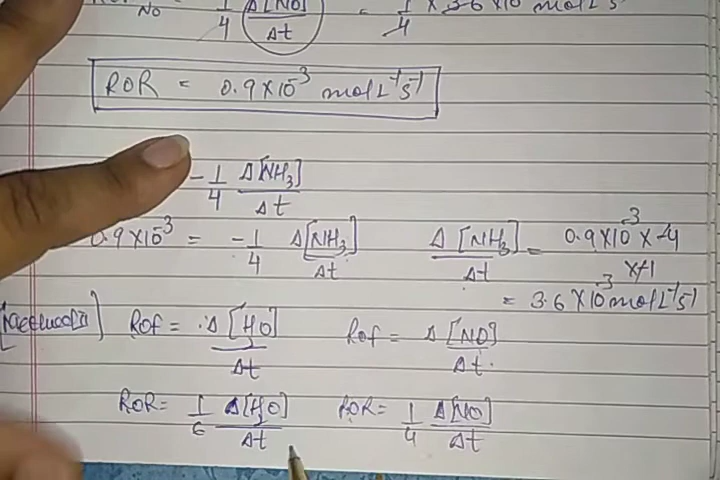 NO 1/4 Δ[NO]/Δt = 1/4 × 3.6×10 mol L S
ROR = 0.9×10⁻³ mol L⁻¹ S⁻¹
-1/4 Δ[NH₃]/Δt
0.9×10⁻³ = -1/4 Δ[NH₃]/Δt Δ[NH₃]/Δt = 0.9×10⁻³ × -4/×+1
= 3.6×10⁻³ mol L⁻¹ S⁻¹
Rof = Δ[H₂O]/Δt Rof = Δ[NO]/Δt.
ROR = 1/6 Δ[H₂O]/Δt ROR = 1/4 Δ[NO]/Δt